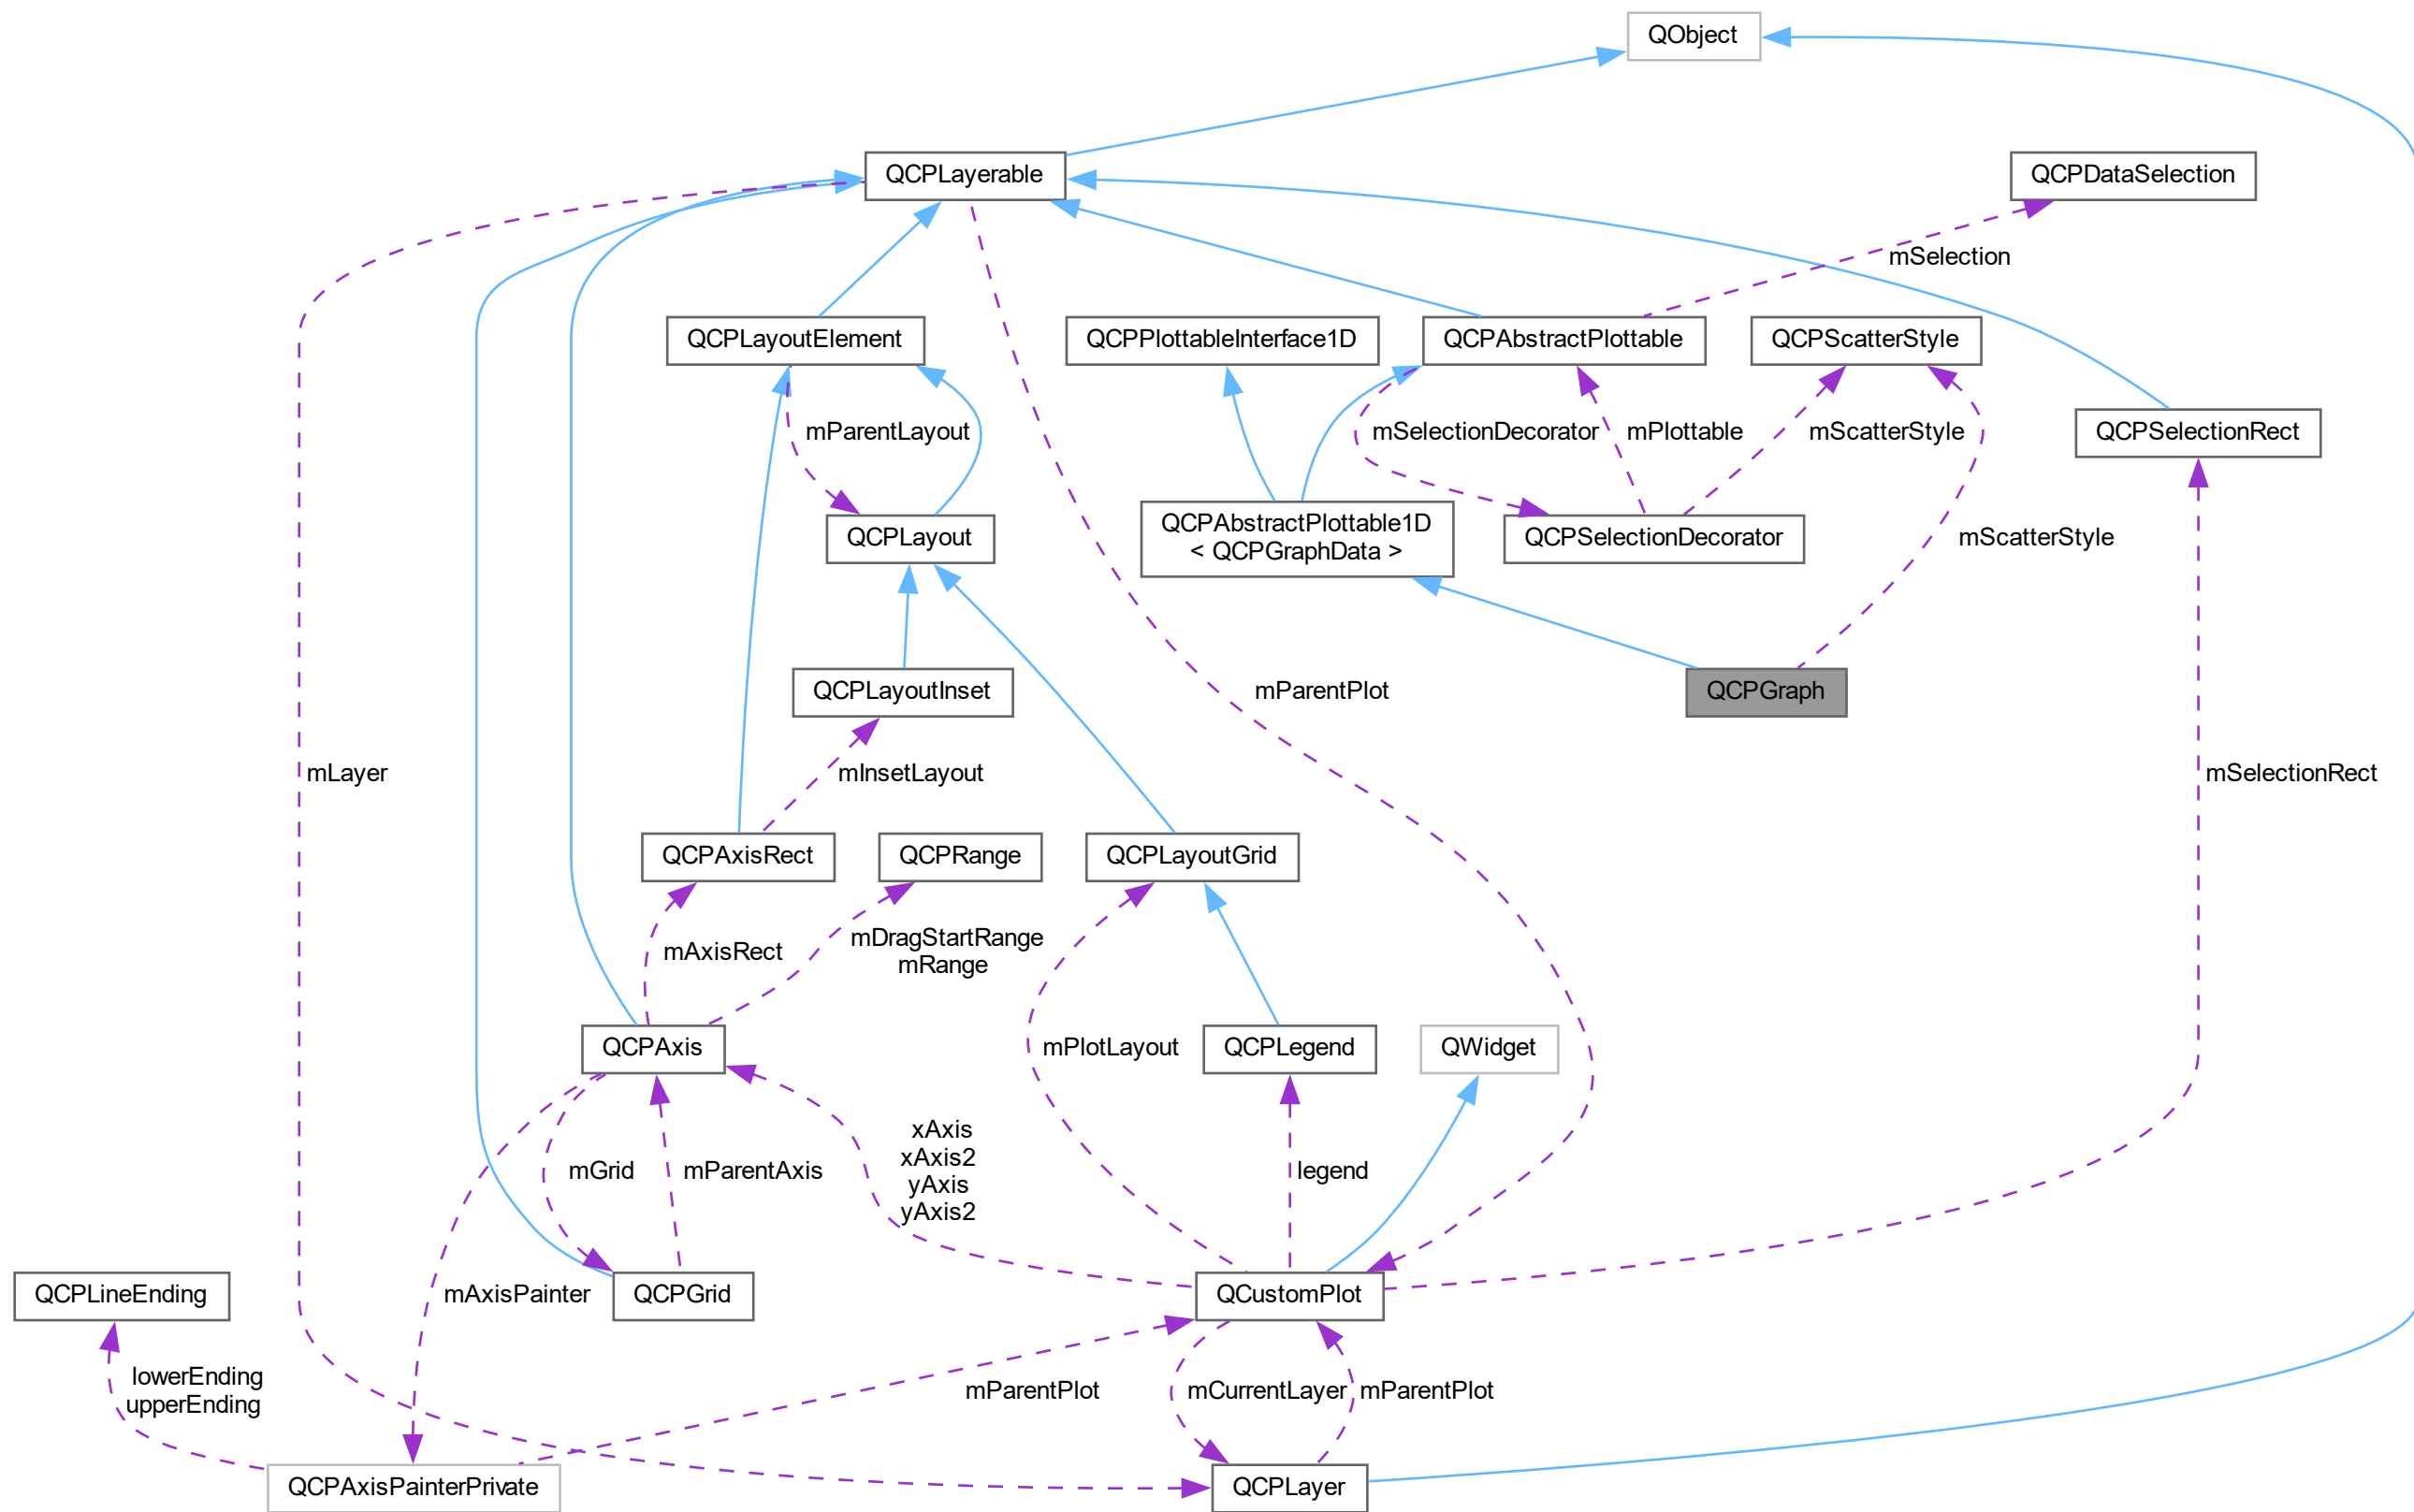 QObject
QCPLayerable
QCPDataSelection
mSelection
QCPLayoutElement
QCPPlottableInterface1D
QCPAbstractPlottable
QCPScatterStyle
mParentLayout
mSelectionDecorator
mPlottable
mScatterStyle
QCPSelectionRect
QCPLayout
QCPAbstractPlottable1D
< QCPGraphData >
QCPSelectionDecorator
mScatterStyle
QCPLayoutInset
mParentPlot
QCPGraph
mLayer
mInsetLayout
mSelectionRect
QCPAxisRect
QCPRange
QCPLayoutGrid
mAxisRect
mDragStartRange
mRange
QCPAxis
mPlotLayout
QCPLegend
QWidget
mGrid
mParentAxis
xAxis
xAxis2
yAxis
yAxis2
legend
QCPLineEnding
mAxisPainter
QCPGrid
QCustomPlot
lowerEnding
upperEnding
mParentPlot
mCurrentLayer
mParentPlot
QCPAxisPainterPrivate
QCPLayer